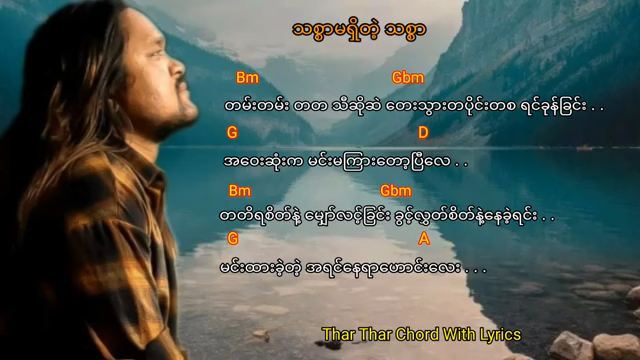 သစ္စာမရှိတဲ့ သစ္စာ
Bm Gbm
တမ်းတမ်း တတ သီဆိုဆဲ တေးသွားတပိုင်းတစ ရင်ခုန်ခြင်း . .
G D
အဝေးဆုံးက မင်းမကြားတော့ပြီလေ . .
Bm Gbm
တတိရစိတ်နဲ့ မျှော်လင့်ခြင်း ခွင့်လွှတ်စိတ်နဲ့နေခဲ့ရင်း . .
G A
မင်းထားခဲ့တဲ့ အရင်နေရာဟောင်းလေး . . .
Thar Thar Chord With Lyrics